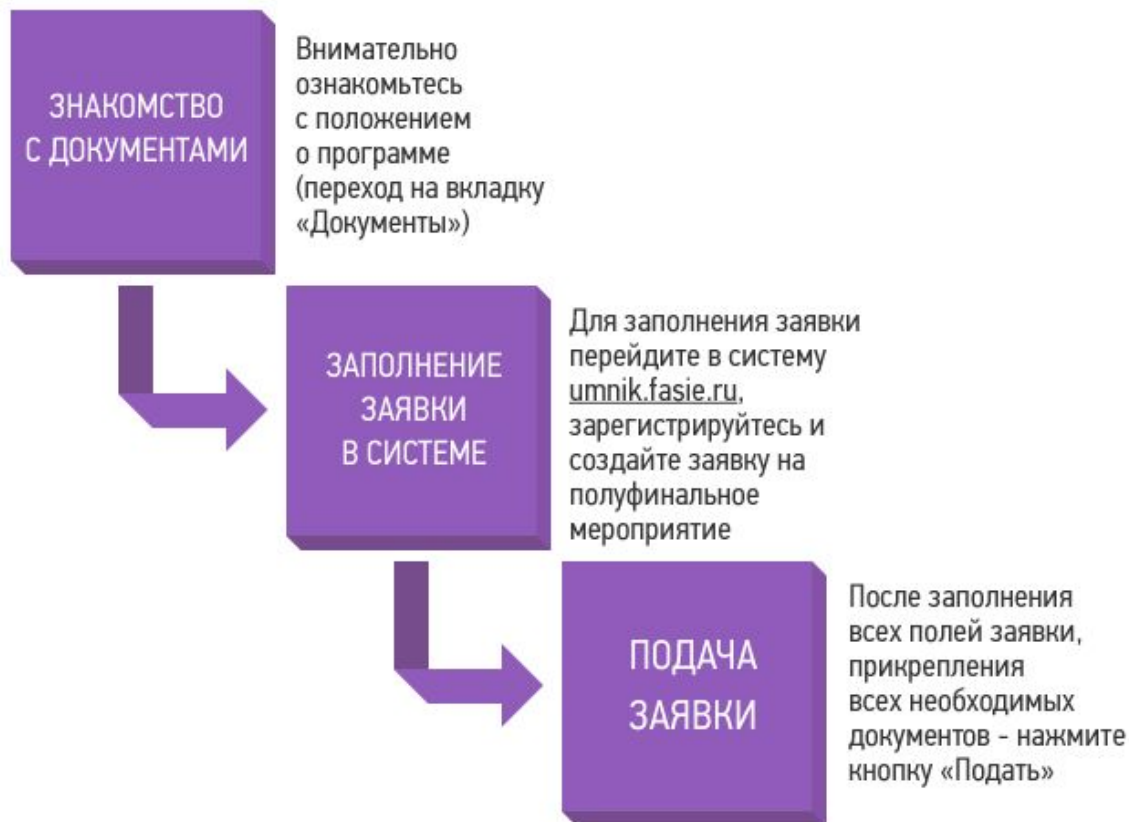 ЗНАКОМСТВО
С ДОКУМЕНТАМИ
Внимательно
ознакомьтесь
с положением
о программе
(переход на вкладку
«Документы»)
ЗАПОЛНЕНИЕ
ЗАЯВКИ
В СИСТЕМЕ
Для заполнения заявки
перейдите в систему
umnik.fasie.ru,
зарегистрируйтесь и
создайте заявку на
полуфинальное
мероприятие
ПОДАЧА
ЗАЯВКИ
После заполнения
всех полей заявки,
прикрепления
всех необходимых
документов - нажмите
кнопку «Подать»